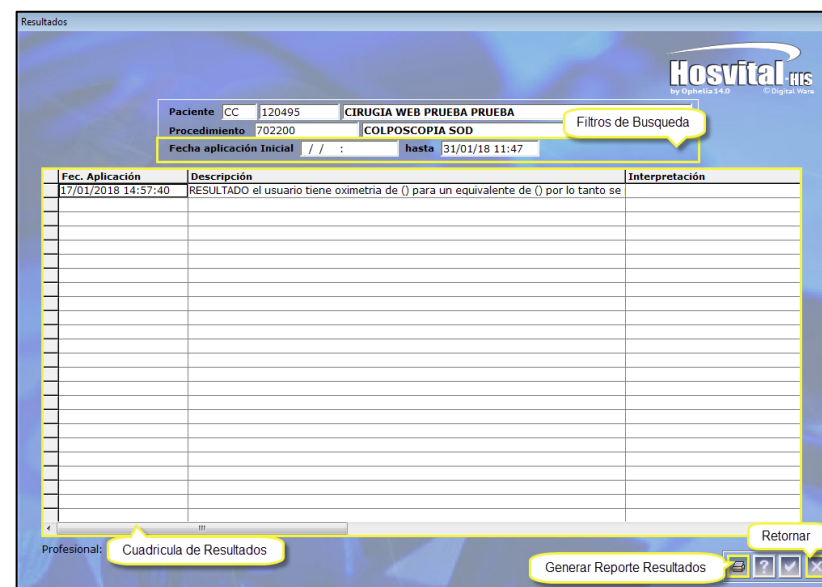 Resultados
Hosvital-HIS
by Ophelia 14.0 © Digital Ware
Paciente CC 120495 CIRUGIA WEB PRUEBA PRUEBA
Filtros de Busqueda
Procedimiento 702200 COLPOSCOPIA SOD
Fecha aplicación Inicial / / : hasta 31/01/18 11:47
Fec. Aplicación Descripción Interpretación
17/01/2018 14:57:40 RESULTADO el usuario tiene oximetria de () para un equivalente de () por lo tanto se
Retornar
Profesional: Cuadricula de Resultados
Generar Reporte Resultados